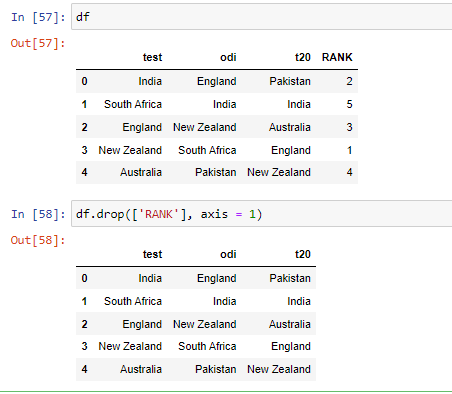 In [57]: df
Out[57]:
test odi t20 RANK
0 India England Pakistan 2
1 South Africa India India 5
2 England New Zealand Australia 3
3 New Zealand South Africa England 1
4 Australia Pakistan New Zealand 4
In [58]: df.drop(['RANK'], axis = 1)
Out[58]:
test odi t20
0 India England Pakistan
1 South Africa India India
2 England New Zealand Australia
3 New Zealand South Africa England
4 Australia Pakistan New Zealand